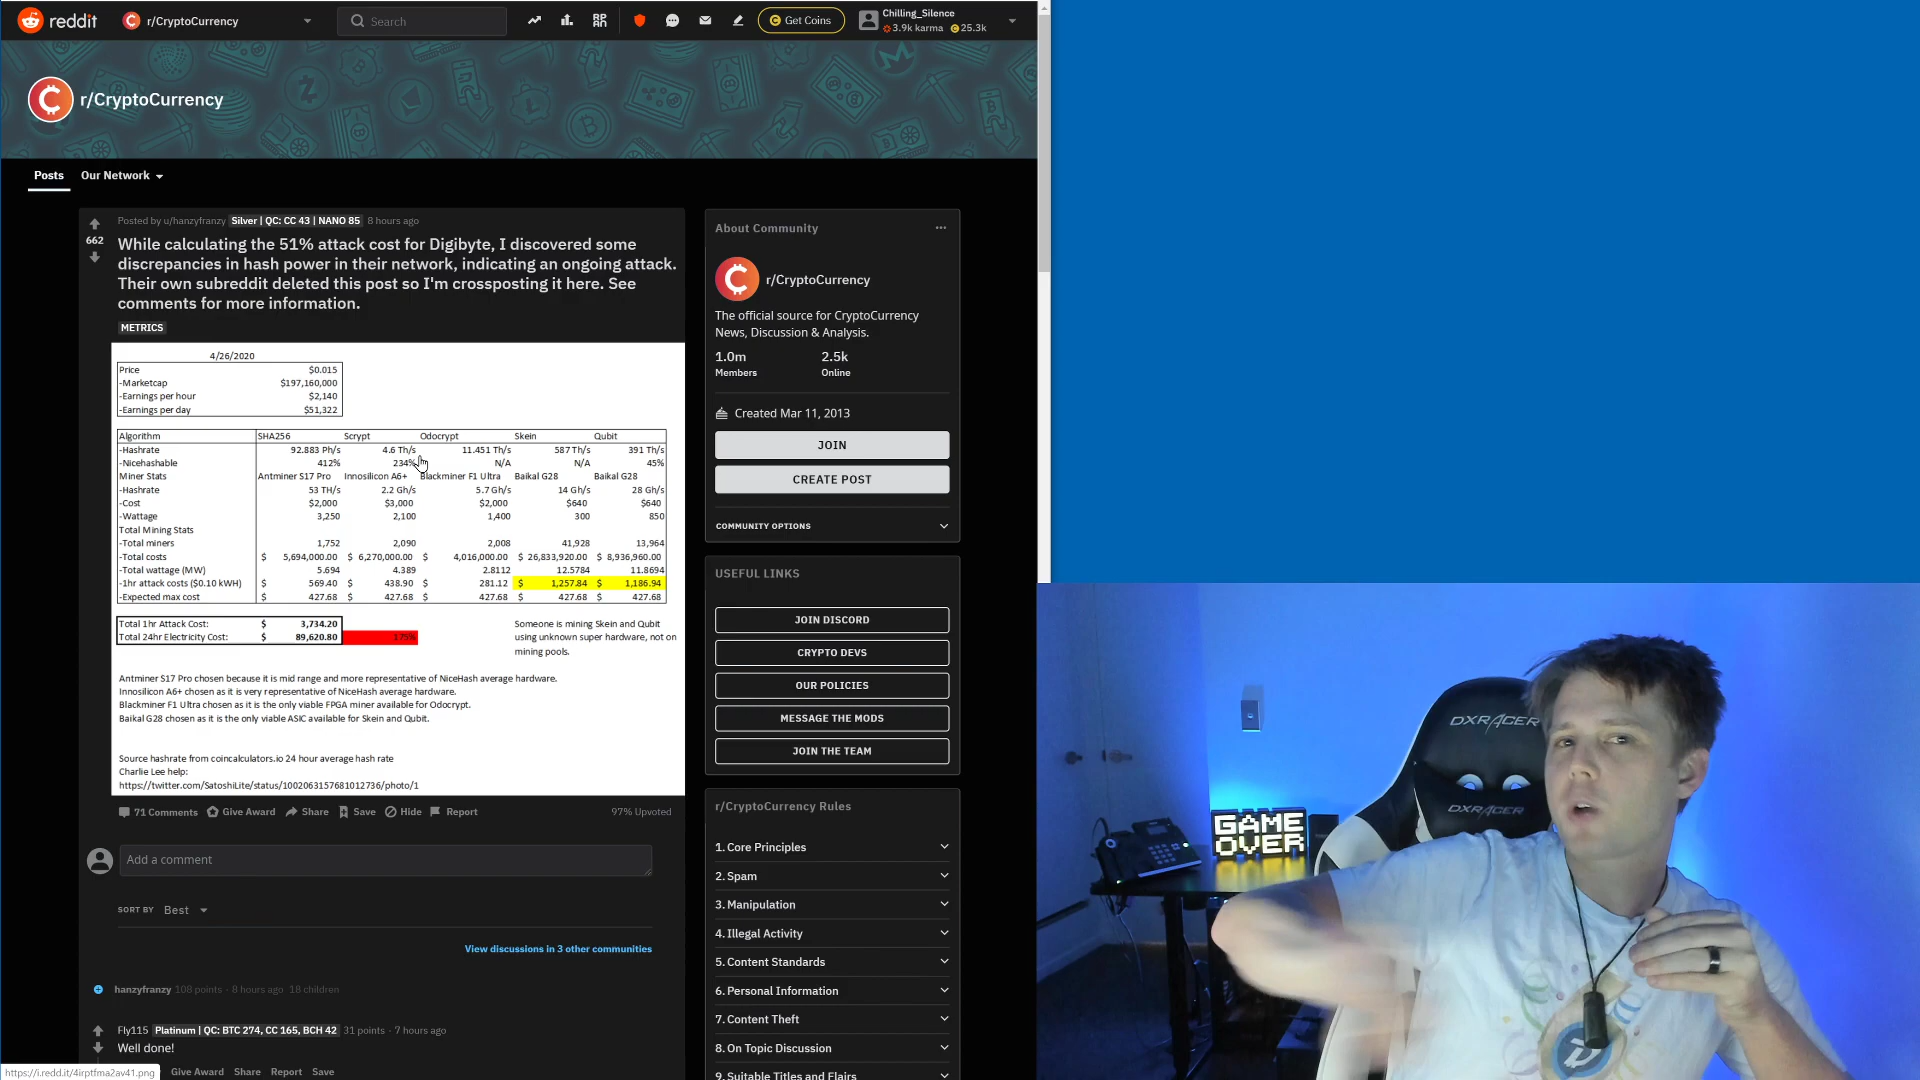 reddit
r/CryptoCurrency
Search
Get Coins
Chilling_Silence
3.9k karma 25.3k
r/CryptoCurrency
Posts Our Network
Posted by u/hanzyfranzy Silver | QC: CC 43 | NANO 85 8 hours ago
662
While calculating the 51% attack cost for Digibyte, I discovered some
discrepancies in hash power in their network, indicating an ongoing attack.
Their own subreddit deleted this post so I'm crossposting it here. See
comments for more information.
METRICS
4/26/2020
Price $0.015
-Marketcap $197,160,000
-Earnings per hour $2,140
-Earnings per day $51,322
Algorithm SHA256 Scrypt Odocrypt Skein Qubit
-Hashrate 92.883 Ph/s 4.6 Th/s 11.451 Th/s 587 Th/s 391 Th/s
-Nicehashable 412% 234% N/A N/A 45%
Miner Stats Antminer S17 Pro Innosilicon A6+ Blackminer F1 Ultra Baikal G28 Baikal G28
-Hashrate 53 TH/s 2.2 Gh/s 5.7 Gh/s 14 Gh/s 28 Gh/s
-Cost $2,000 $3,000 $2,000 $640 $640
-Wattage 3,250 2,100 1,400 300 850
Total Mining Stats
-Total miners 1,752 2,090 2,008 41,928 13,964
-Total costs $ 5,694,000.00 $ 6,270,000.00 $ 4,016,000.00 $ 26,833,920.00 $ 8,936,960.00
-Total wattage (MW) 5.694 4.389 2.8112 12.5784 11.8694
-1hr attack costs ($0.10 kWH) $ 569.40 $ 438.90 $ 281.12 $ 1,257.84 $ 1,186.94
-Expected max cost $ 427.68 $ 427.68 $ 427.68 $ 427.68 $ 427.68
Total 1hr Attack Cost: $ 3,734.20
Total 24hr Electricity Cost: $ 89,620.80 175%
Someone is mining Skein and Qubit
using unknown super hardware, not on
mining pools.
Antminer S17 Pro chosen because it is mid range and more representative of NiceHash average hardware.
Innosilicon A6+ chosen as it is very representative of NiceHash average hardware.
Blackminer F1 Ultra chosen as it is the only viable FPGA miner available for Odocrypt.
Baikal G28 chosen as it is the only viable ASIC available for Skein and Qubit.
Source hashrate from coincalculators.io 24 hour average hash rate
Charlie Lee help:
https://twitter.com/SatoshiLite/status/1002063157681012736/photo/1
71 Comments Give Award Share Save Hide Report 97% Upvoted
Add a comment
SORT BY Best
View discussions in 3 other communities
hanzyfranzy 108 points · 8 hours ago 18 children
Fly115 Platinum | QC: BTC 274, CC 165, BCH 42 31 points · 7 hours ago
Well done!
Give Award Share Report Save
https://i.redd.it/4irptfma2av41.png
About Community
r/CryptoCurrency
The official source for CryptoCurrency
News, Discussion & Analysis.
1.0m 2.5k
Members Online
Created Mar 11, 2013
JOIN
CREATE POST
COMMUNITY OPTIONS
USEFUL LINKS
JOIN DISCORD
CRYPTO DEVS
OUR POLICIES
MESSAGE THE MODS
JOIN THE TEAM
r/CryptoCurrency Rules
1. Core Principles
2. Spam
3. Manipulation
4. Illegal Activity
5. Content Standards
6. Personal Information
7. Content Theft
8. On Topic Discussion
9. Suitable Titles and Flairs
DXRACER
DXRACER
GAME
OVER